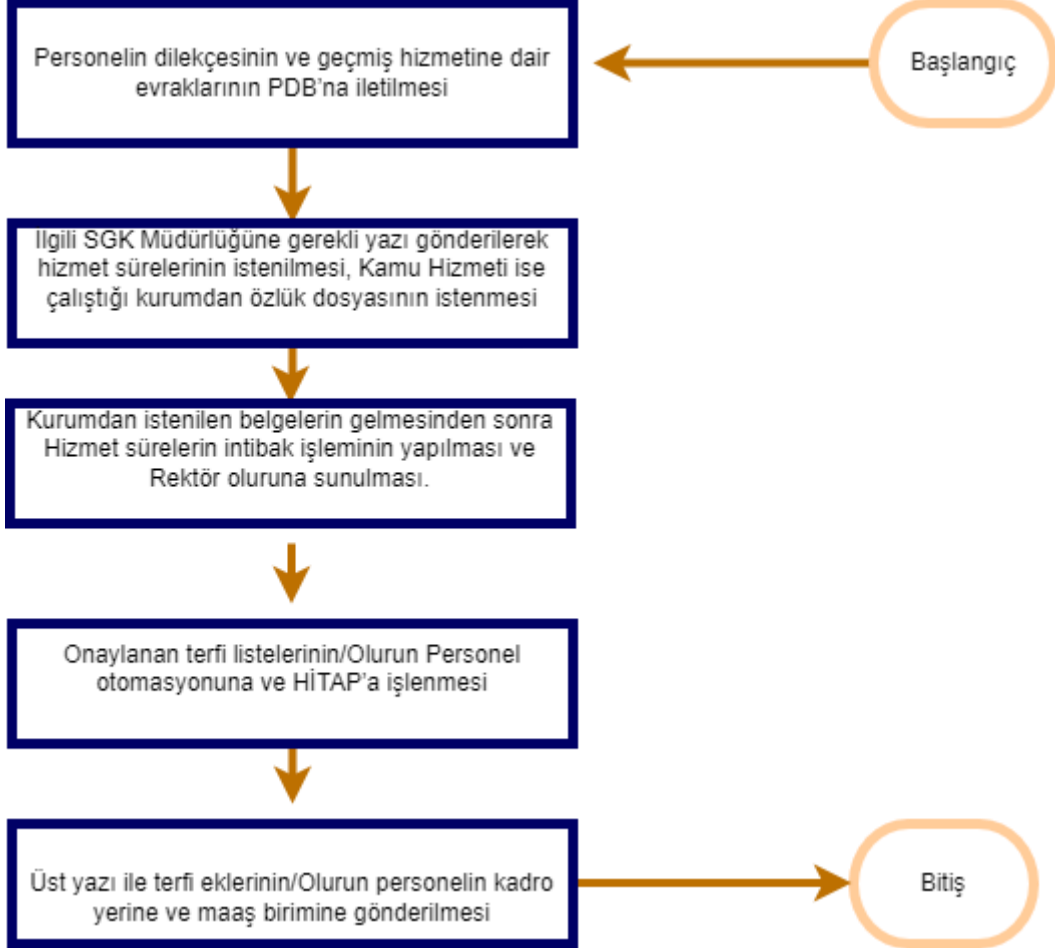 Başlangıç
Personelin dilekçesinin ve geçmiş hizmetine dair
evraklarının PDB'na iletilmesi
Ilgili SGK Müdürlüğüne gerekli yazı gönderilerek
hizmet sürelerinin istenilmesi, Kamu Hizmeti ise
çalıştığı kurumdan özlük dosyasının istenmesi
Kurumdan istenilen belgelerin gelmesinden sonra
Hizmet sürelerin intibak işleminin yapılması ve
Rektör oluruna sunulması.
Onaylanan terfi listelerinin/Olurun Personel
otomasyonuna ve HİTAP'a işlenmesi
Üst yazı ile terfi eklerinin/Olurun personelin kadro
yerine ve maaş birimine gönderilmesi
Bitiş